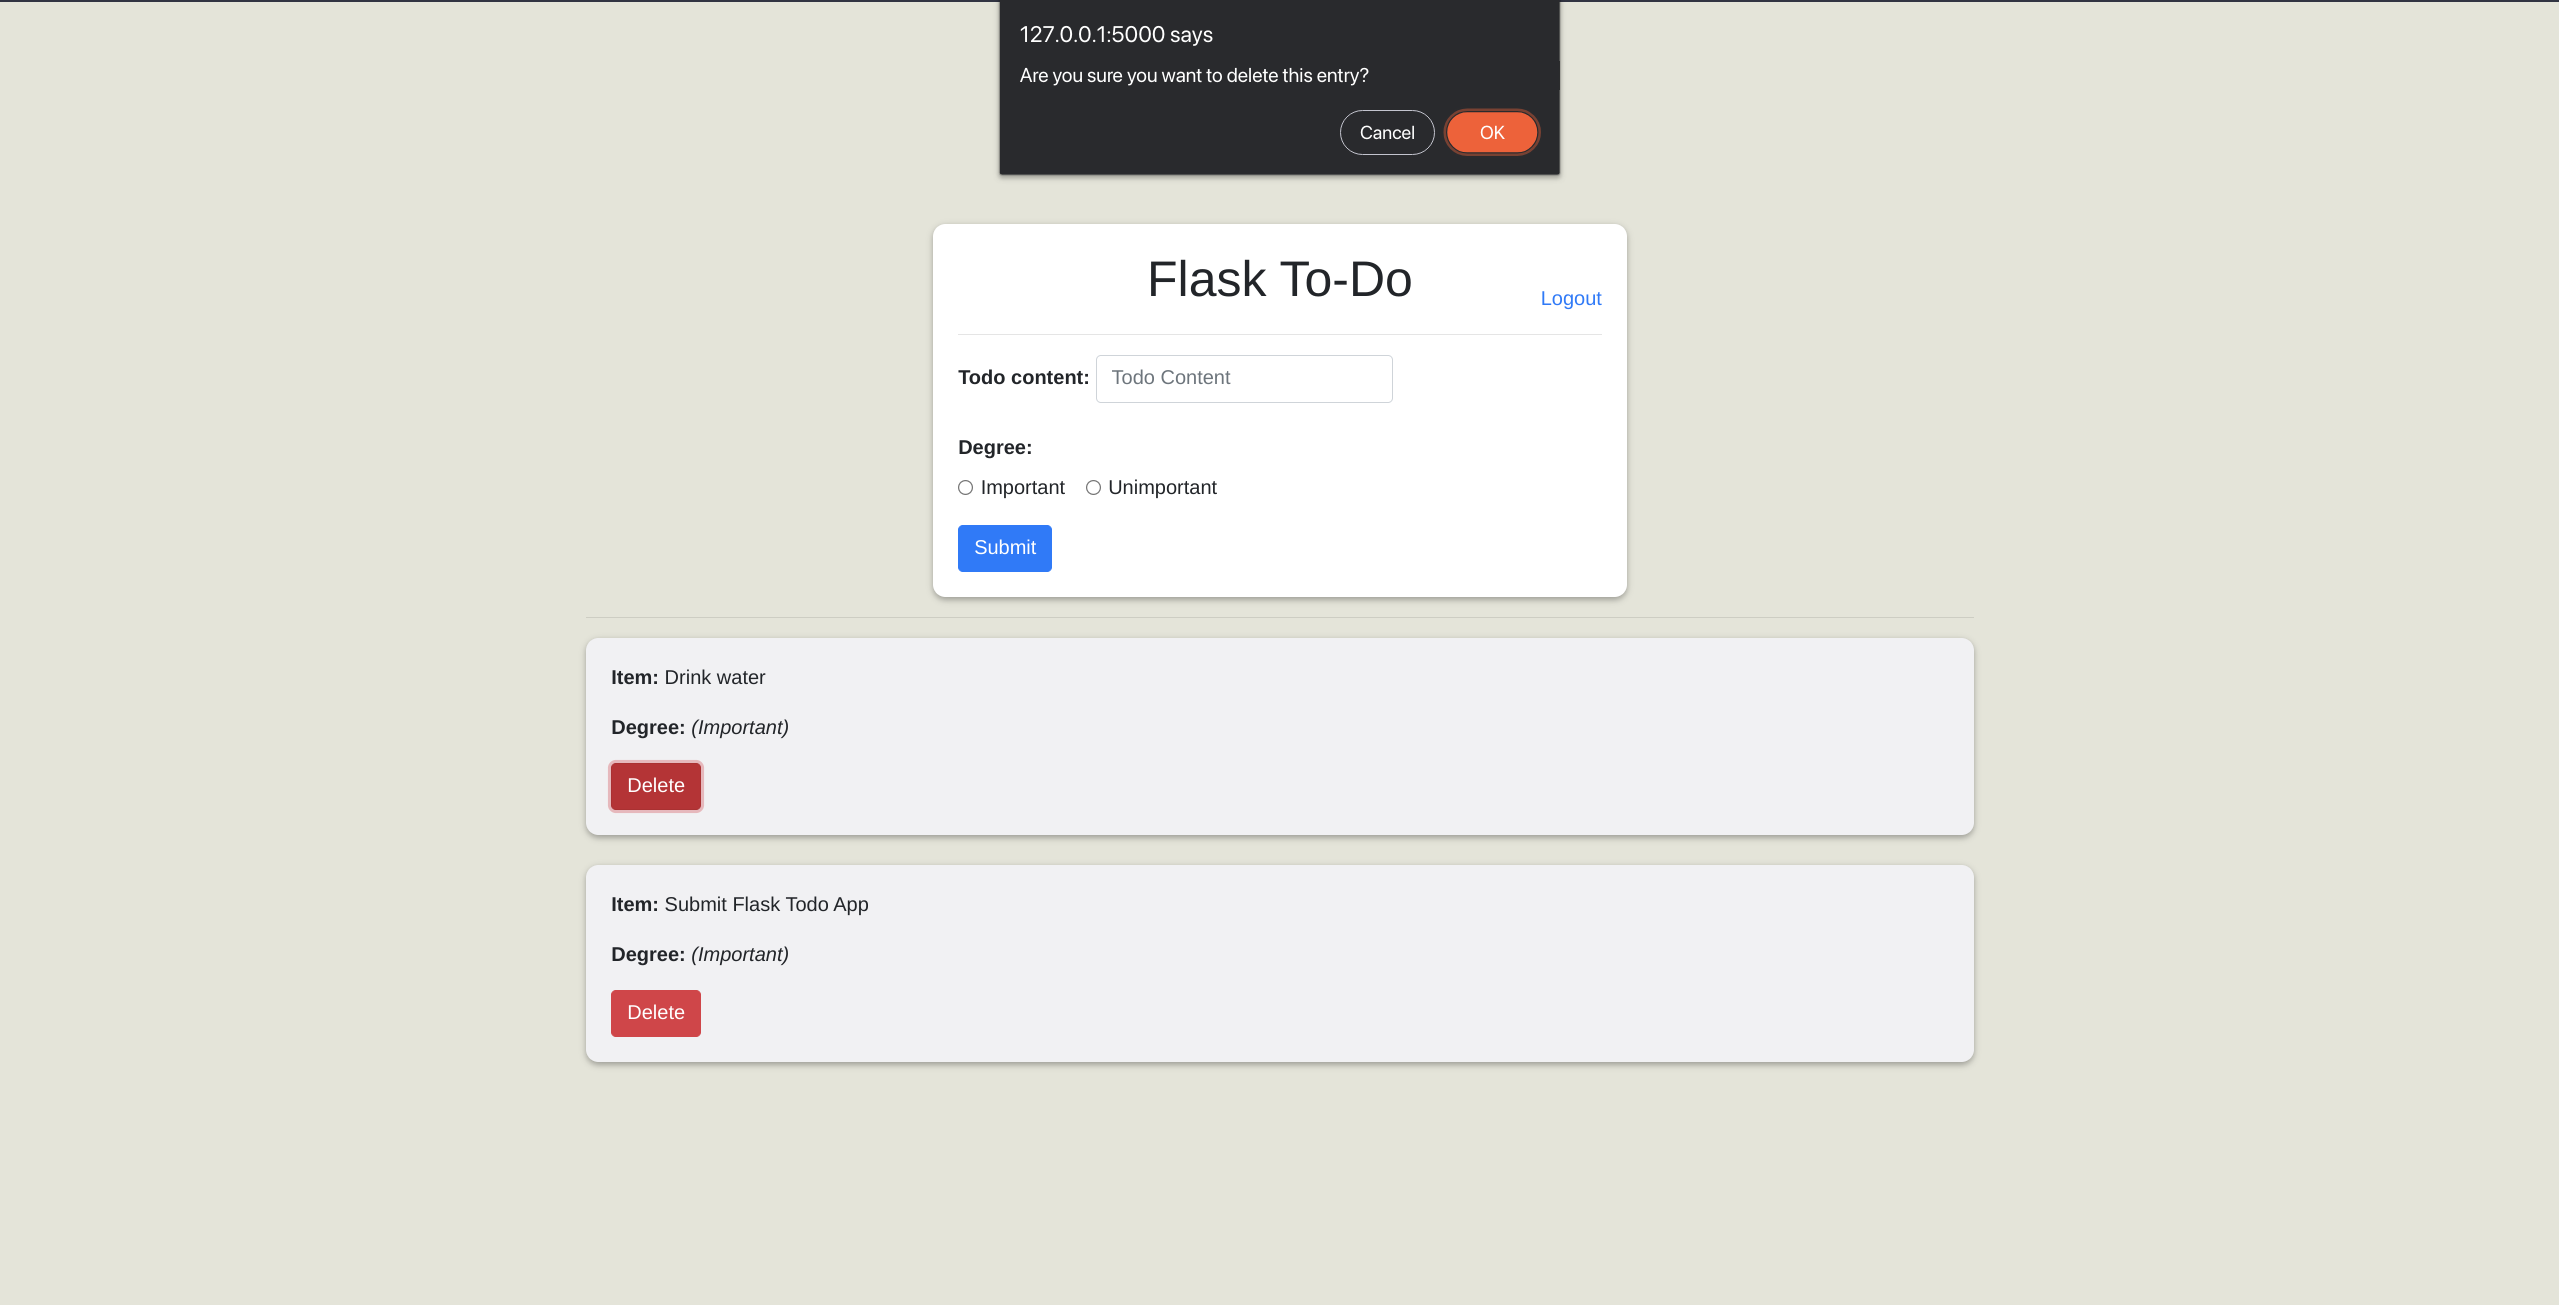 127.0.0.1:5000 says
Are you sure you want to delete this entry?
Cancel OK
Flask To-Do
Logout
Todo content: Todo Content
Degree:
Important Unimportant
Submit
Item: Drink water
Degree: (Important)
Delete
Item: Submit Flask Todo App
Degree: (Important)
Delete